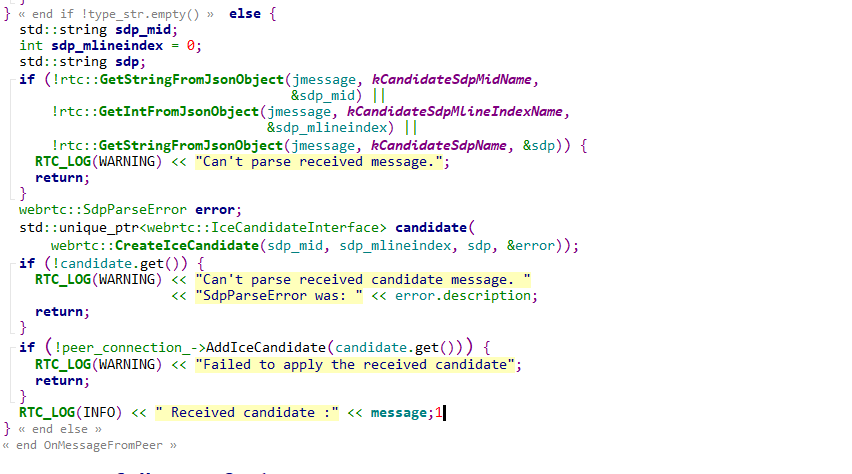 } « end if !type_str.empty() » else {
std::string sdp_mid;
int sdp_mlineindex = 0;
std::string sdp;
if (!rtc::GetStringFromJsonObject(jmessage, kCandidateSdpMidName,
&sdp_mid) ||
!rtc::GetIntFromJsonObject(jmessage, kCandidateSdpMlineIndexName,
&sdp_mlineindex) ||
!rtc::GetStringFromJsonObject(jmessage, kCandidateSdpName, &sdp)) {
RTC_LOG(WARNING) << "Can't parse received message.";
return;
}
webrtc::SdpParseError error;
std::unique_ptr<webrtc::IceCandidateInterface> candidate(
webrtc::CreateIceCandidate(sdp_mid, sdp_mlineindex, sdp, &error));
if (!candidate.get()) {
RTC_LOG(WARNING) << "Can't parse received candidate message. "
<< "SdpParseError was: " << error.description;
return;
}
if (!peer_connection_->AddIceCandidate(candidate.get())) {
RTC_LOG(WARNING) << "Failed to apply the received candidate";
return;
}
RTC_LOG(INFO) << " Received candidate :" << message;1
} « end else »
« end OnMessageFromPeer »